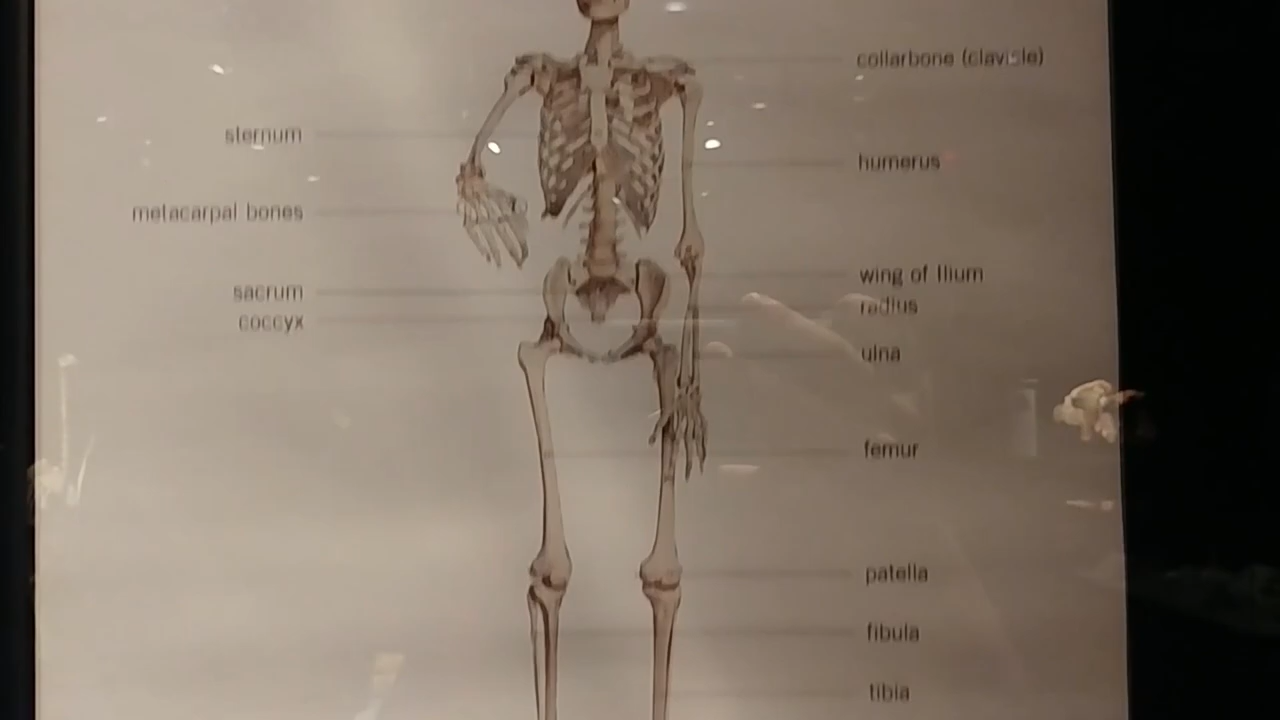 collarbone (clavicle)
sternum
humerus
metacarpal bones
wing of Ilium
sacrum
radius
coccyx
ulna
femur
patella
fibula
tibia